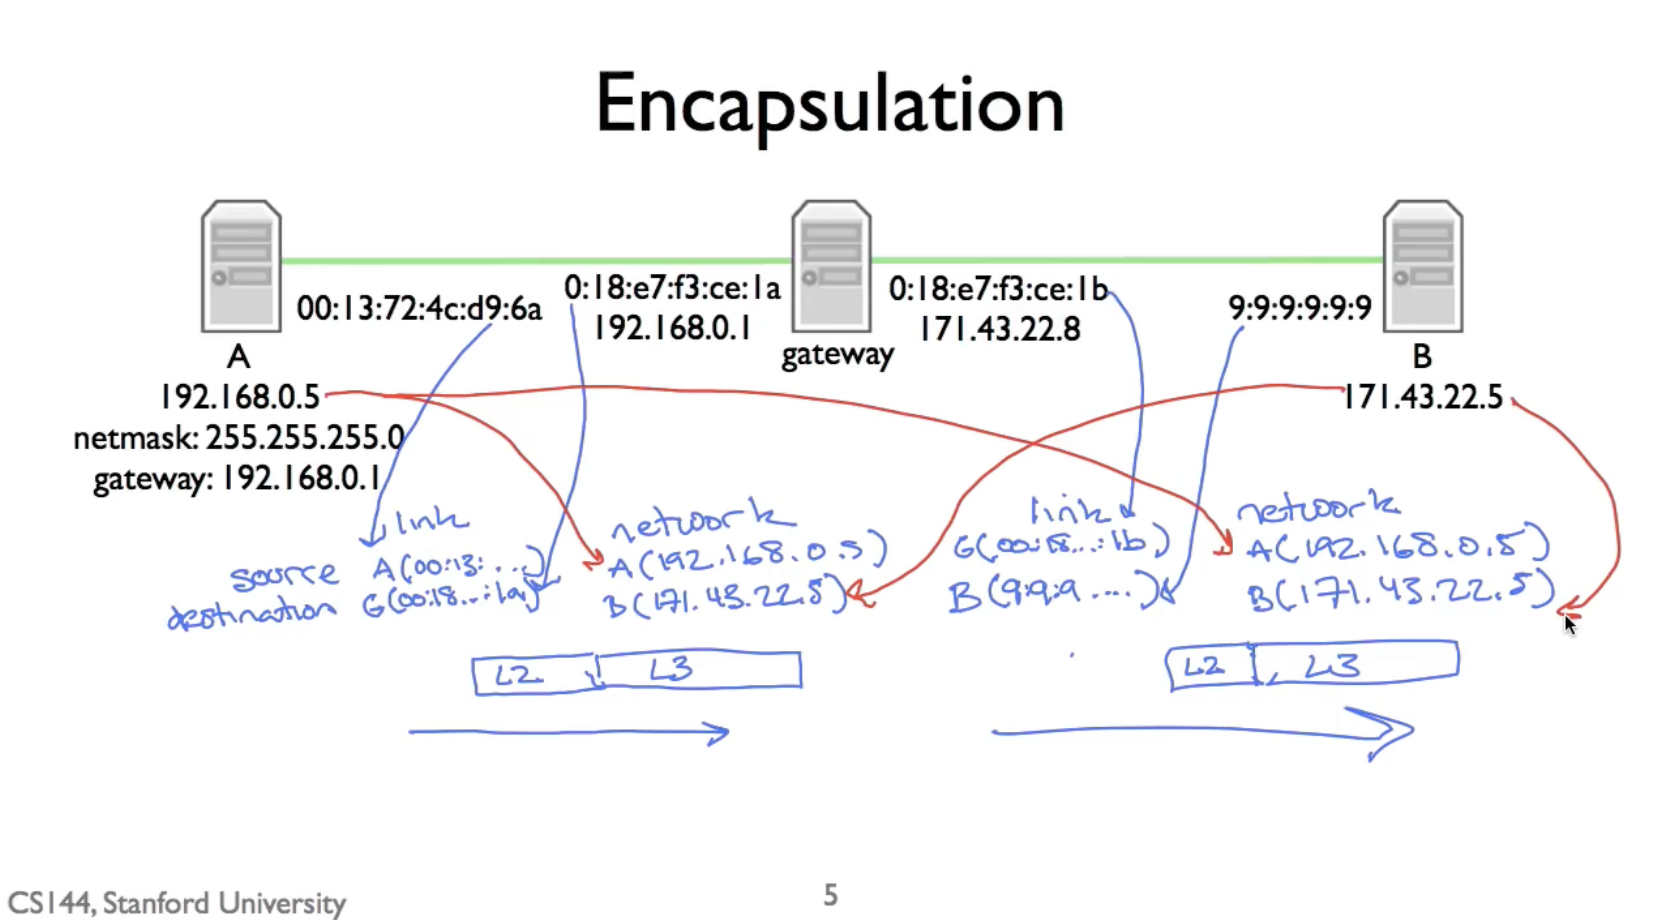 Encapsulation
00:13:72:4c:d9:6a
0:18:e7:f3:ce:1a
192.168.0.1
gateway
0:18:e7:f3:ce:1b
171.43.22.8
9:9:9:9:9:9
A
192.168.0.5
netmask: 255.255.255.0
gateway: 192.168.0.1
B
171.43.22.5
link
network
link
network
source A(00:13:...) A(192.168.0.5) G(00:18...:1b) A(192.168.0.5)
destination G(00:18...:1a) B(171.43.22.5) B(9:9:9....) B(171.43.22.5)
L2 L3
L2 L3
CS144, Stanford University
5